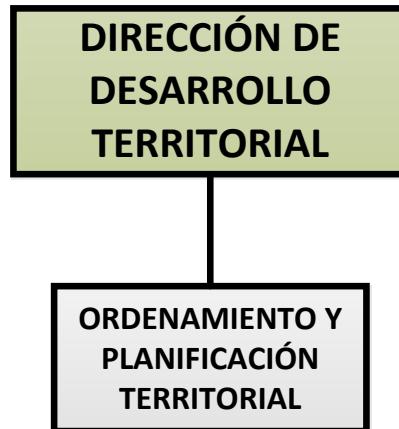 DIRECCIÓN DE
DESARROLLO
TERRITORIAL
ORDENAMIENTO Y
PLANIFICACIÓN
TERRITORIAL